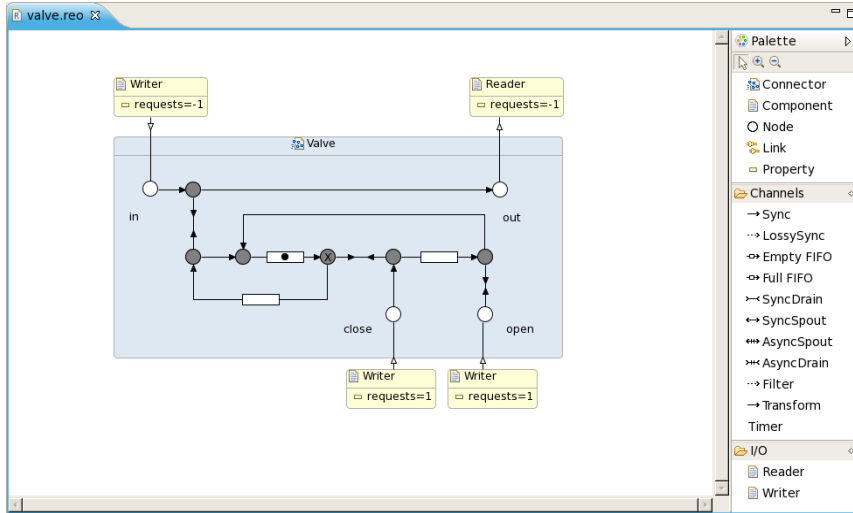 valve.reo
Writer
requests=-1
Reader
requests=-1
Valve
in
out
X
close
open
Writer
requests=1
Writer
requests=1
Palette
Connector
Component
Node
Link
Property
Channels
Sync
LossySync
Empty FIFO
Full FIFO
SyncDrain
SyncSpout
AsyncSpout
AsyncDrain
Filter
Transform
Timer
I/O
Reader
Writer